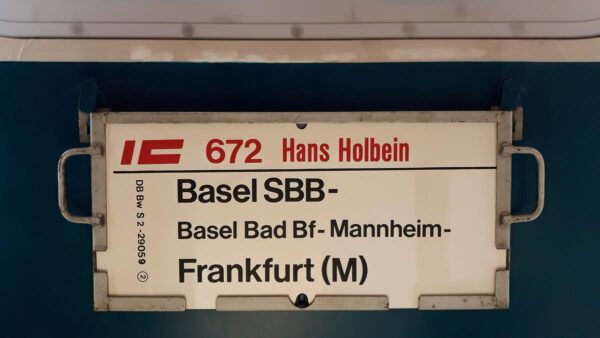 IC 672 Hans Holbein
Basel SBB-
Basel Bad Bf- Mannheim-
Frankfurt (M)
DB Bw S 2 -29059 2